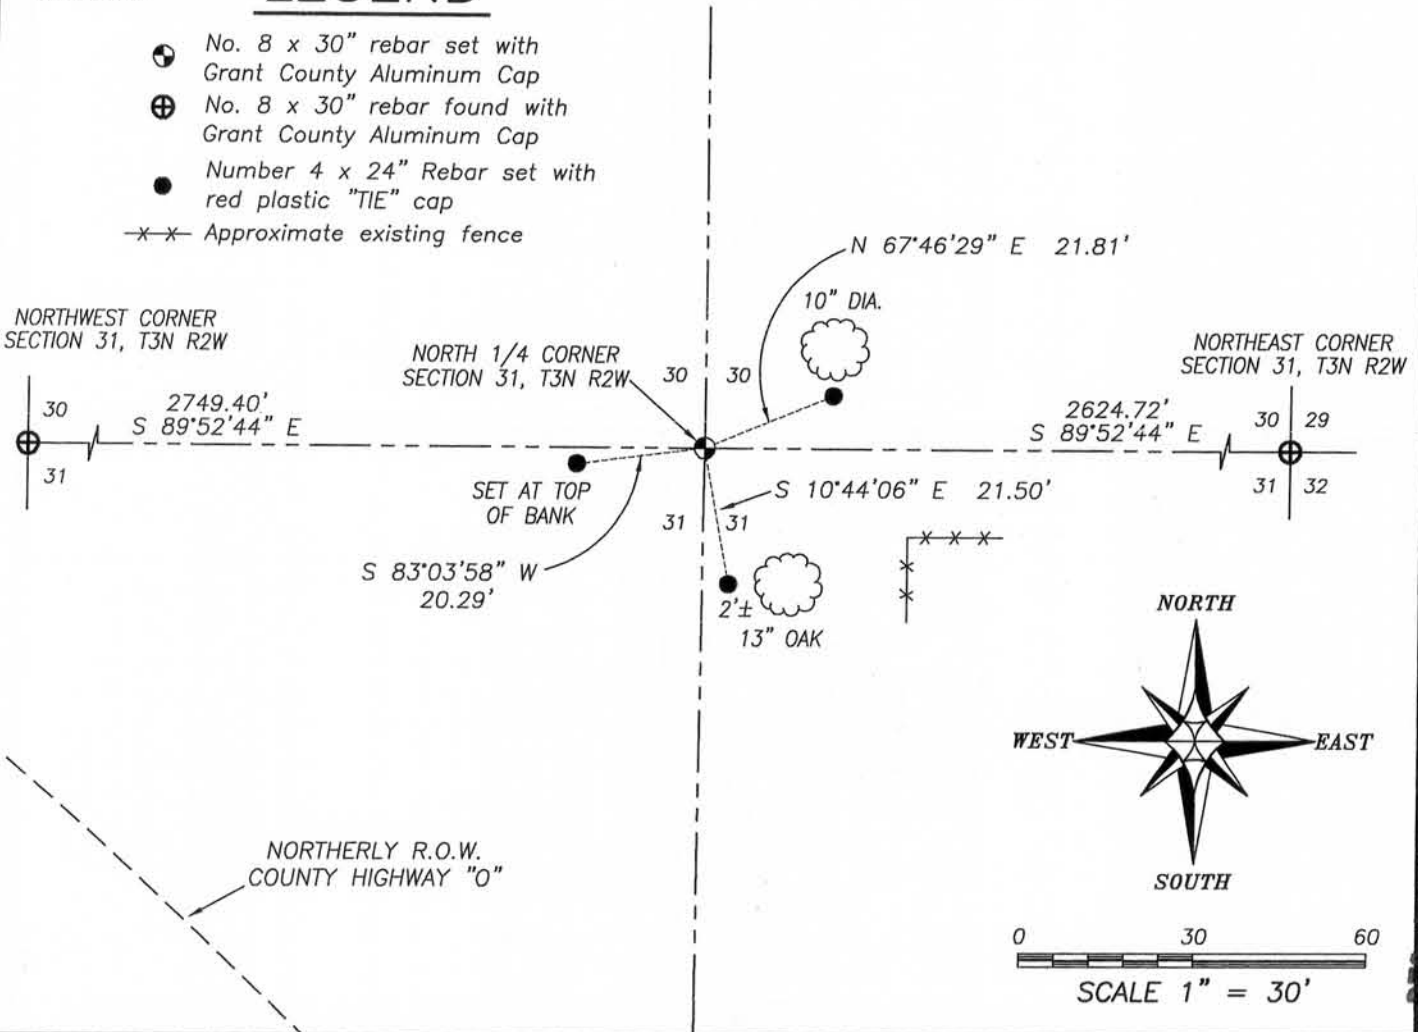 LEGEND
No. 8 x 30" rebar set with
Grant County Aluminum Cap
No. 8 x 30" rebar found with
Grant County Aluminum Cap
Number 4 x 24" Rebar set with
red plastic "TIE" cap
Approximate existing fence
N 67°46'29" E 21.81'
10" DIA.
NORTHWEST CORNER
SECTION 31, T3N R2W
NORTH 1/4 CORNER
SECTION 31, T3N R2W
30
30
NORTHEAST CORNER
SECTION 31, T3N R2W
30
31
2749.40'
S 89°52'44" E
2624.72'
S 89°52'44" E
30
29
31
32
SET AT TOP
OF BANK
S 10°44'06" E 21.50'
31
31
S 83°03'58" W
20.29'
2'±
13" OAK
NORTH
WEST
EAST
SOUTH
NORTHERLY R.O.W.
COUNTY HIGHWAY "O"
0 30 60
SCALE 1" = 30'